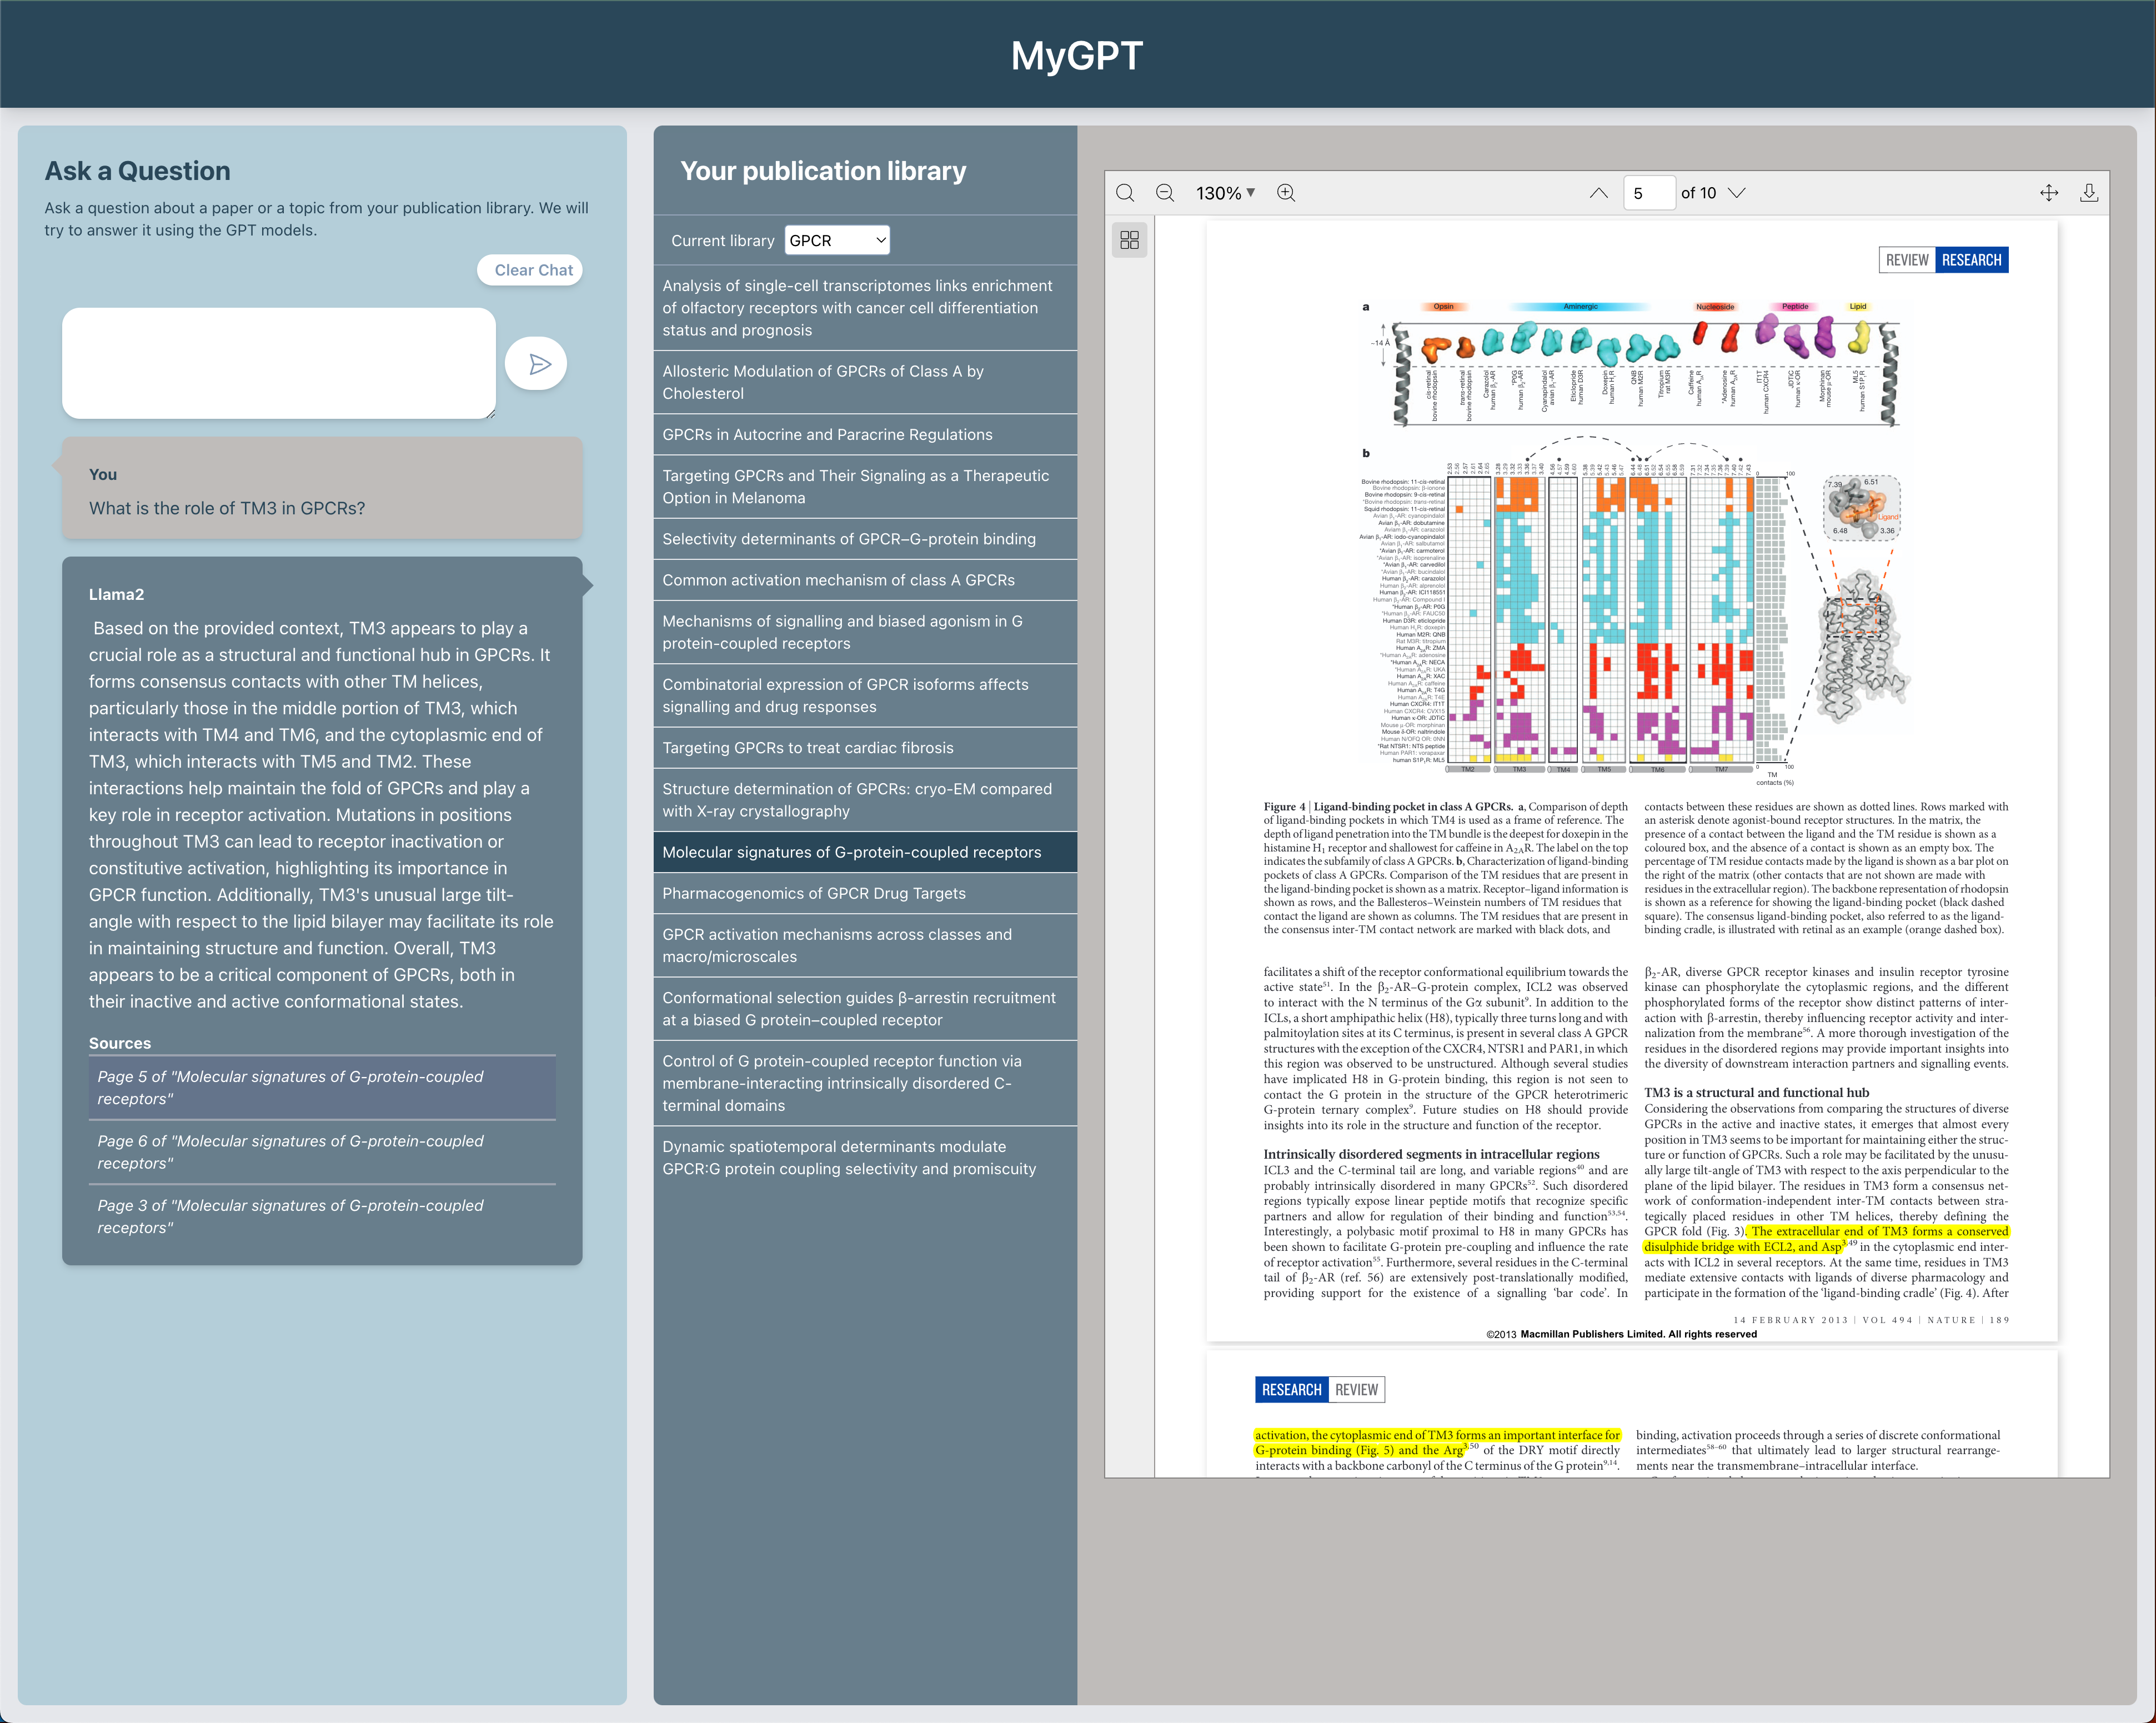 MyGPT
Ask a Question
Ask a question about a paper or a topic from your publication library. We will
try to answer it using the GPT models.
Clear Chat
You
What is the role of TM3 in GPCRs?
Llama2
Based on the provided context, TM3 appears to play a
crucial role as a structural and functional hub in GPCRs. It
forms consensus contacts with other TM helices,
particularly those in the middle portion of TM3, which
interacts with TM4 and TM6, and the cytoplasmic end of
TM3, which interacts with TM5 and TM2. These
interactions help maintain the fold of GPCRs and play a
key role in receptor activation. Mutations in positions
throughout TM3 can lead to receptor inactivation or
constitutive activation, highlighting its importance in
GPCR function. Additionally, TM3's unusual large tilt-
angle with respect to the lipid bilayer may facilitate its role
in maintaining structure and function. Overall, TM3
appears to be a critical component of GPCRs, both in
their inactive and active conformational states.
Sources
Page 5 of "Molecular signatures of G-protein-coupled
receptors"
Page 6 of "Molecular signatures of G-protein-coupled
receptors"
Page 3 of "Molecular signatures of G-protein-coupled
receptors"
Your publication library
Current library GPCR
Analysis of single-cell transcriptomes links enrichment
of olfactory receptors with cancer cell differentiation
status and prognosis
Allosteric Modulation of GPCRs of Class A by
Cholesterol
GPCRs in Autocrine and Paracrine Regulations
Targeting GPCRs and Their Signaling as a Therapeutic
Option in Melanoma
Selectivity determinants of GPCR–G-protein binding
Common activation mechanism of class A GPCRs
Mechanisms of signalling and biased agonism in G
protein-coupled receptors
Combinatorial expression of GPCR isoforms affects
signalling and drug responses
Targeting GPCRs to treat cardiac fibrosis
Structure determination of GPCRs: cryo-EM compared
with X-ray crystallography
Molecular signatures of G-protein-coupled receptors
Pharmacogenomics of GPCR Drug Targets
GPCR activation mechanisms across classes and
macro/microscales
Conformational selection guides β-arrestin recruitment
at a biased G protein–coupled receptor
Control of G protein-coupled receptor function via
membrane-interacting intrinsically disordered C-
terminal domains
Dynamic spatiotemporal determinants modulate
GPCR:G protein coupling selectivity and promiscuity
130% 5 of 10
REVIEW RESEARCH
a
Opsin Aminergic Nucleoside Peptide Lipid
~14 Å
b
7.39 6.51
Ligand
6.48 3.36
TM2 TM3 TM4 TM5 TM6 TM7
0 100
TM
contacts (%)
Figure 4 | Ligand-binding pocket in class A GPCRs. a, Comparison of depth
of ligand-binding pockets in which TM4 is used as a frame of reference. The
depth of ligand penetration into the TM bundle is the deepest for doxepin in the
histamine H1 receptor and shallowest for caffeine in A2AR. The label on the top
indicates the subfamily of class A GPCRs. b, Characterization of ligand-binding
pockets of class A GPCRs. Comparison of the TM residues that are present in
the ligand-binding pocket is shown as a matrix. Receptor–ligand information is
shown as rows, and the Ballesteros–Weinstein numbers of TM residues that
contact the ligand are shown as columns. The TM residues that are present in
the consensus inter-TM contact network are marked with black dots, and
contacts between these residues are shown as dotted lines. Rows marked with
an asterisk denote agonist-bound receptor structures. In the matrix, the
presence of a contact between the ligand and the TM residue is shown as a
coloured box, and the absence of a contact is shown as an empty box. The
percentage of TM residue contacts made by the ligand is shown as a bar plot on
the right of the matrix (other contacts that are not shown are made with
residues in the extracellular region). The backbone representation of rhodopsin
is shown as a reference for showing the ligand-binding pocket (black dashed
square). The consensus ligand-binding pocket, also referred to as the ligand-
binding cradle, is illustrated with retinal as an example (orange dashed box).
facilitates a shift of the receptor conformational equilibrium towards the
active state51. In the β2-AR–G-protein complex, ICL2 was observed
to interact with the N terminus of the Gα subunit9. In addition to the
ICLs, a short amphipathic helix (H8), typically three turns long and with
palmitoylation sites at its C terminus, is present in several class A GPCR
structures with the exception of the CXCR4, NTSR1 and PAR1, in which
this region was observed to be unstructured. Although several studies
have implicated H8 in G-protein binding, this region is not seen to
contact the G protein in the structure of the GPCR heterotrimeric
G-protein ternary complex9. Future studies on H8 should provide
insights into its role in the structure and function of the receptor.
Intrinsically disordered segments in intracellular regions
ICL3 and the C-terminal tail are long, and variable regions40 and are
probably intrinsically disordered in many GPCRs52. Such disordered
regions typically expose linear peptide motifs that recognize specific
partners and allow for regulation of their binding and function53,54.
Interestingly, a polybasic motif proximal to H8 in many GPCRs has
been shown to facilitate G-protein pre-coupling and influence the rate
of receptor activation55. Furthermore, several residues in the C-terminal
tail of β2-AR (ref. 56) are extensively post-translationally modified,
providing support for the existence of a signalling ‘bar code’. In
β2-AR, diverse GPCR receptor kinases and insulin receptor tyrosine
kinase can phosphorylate the cytoplasmic regions, and the different
phosphorylated forms of the receptor show distinct patterns of inter-
action with β-arrestin, thereby influencing receptor activity and inter-
nalization from the membrane56. A more thorough investigation of the
residues in the disordered regions may provide important insights into
the diversity of downstream interaction partners and signalling events.
TM3 is a structural and functional hub
Considering the observations from comparing the structures of diverse
GPCRs in the active and inactive states, it emerges that almost every
position in TM3 seems to be important for maintaining either the struc-
ture or function of GPCRs. Such a role may be facilitated by the unusu-
ally large tilt-angle of TM3 with respect to the axis perpendicular to the
plane of the lipid bilayer. The residues in TM3 form a consensus net-
work of conformation-independent inter-TM contacts between stra-
tegically placed residues in other TM helices, thereby defining the
GPCR fold (Fig. 3). The extracellular end of TM3 forms a conserved
disulphide bridge with ECL2, and Asp3.49 in the cytoplasmic end inter-
acts with ICL2 in several receptors. At the same time, residues in TM3
mediate extensive contacts with ligands of diverse pharmacology and
participate in the formation of the ‘ligand-binding cradle’ (Fig. 4). After
14 FEBRUARY 2013 | VOL 494 | NATURE | 189
©2013 Macmillan Publishers Limited. All rights reserved
RESEARCH REVIEW
activation, the cytoplasmic end of TM3 forms an important interface for
G-protein binding (Fig. 5) and the Arg3.50 of the DRY motif directly
interacts with a backbone carbonyl of the C terminus of the G protein9,14.
binding, activation proceeds through a series of discrete conformational
intermediates58–60 that ultimately lead to larger structural rearrange-
ments near the transmembrane–intracellular interface.